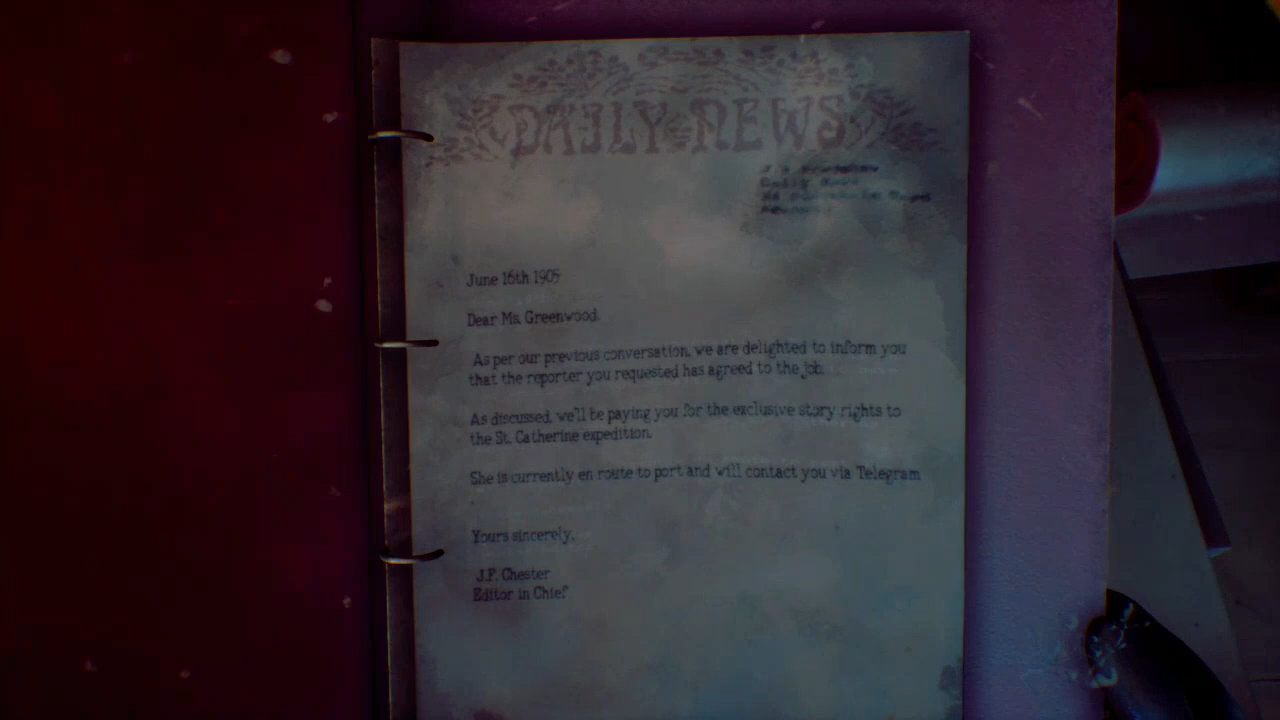 DAILY NEWS
Daily News
June 16th 1905
Dear Ms. Greenwood,
As per our previous conversation, we are delighted to inform you
that the reporter you requested has agreed to the job.
As discussed, we'll be paying you for the exclusive story rights to
the St. Catherine expedition.
She is currently en route to port and will contact you via Telegram
.
Yours sincerely,
J.F. Chester
Editor in Chief